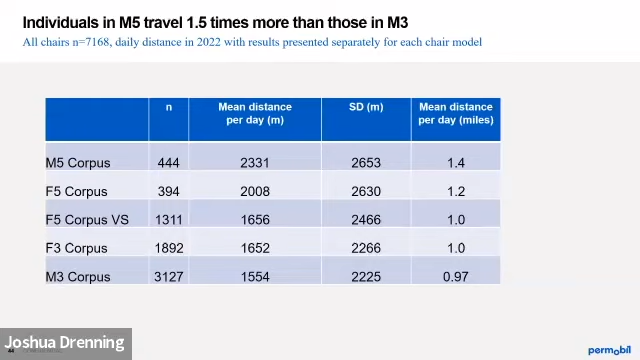 Individuals in M5 travel 1.5 times more than those in M3
All chairs n=7168, daily distance in 2022 with results presented separately for each chair model
n Mean distance per day (m) SD (m) Mean distance per day (miles)
M5 Corpus 444 2331 2653 1.4
F5 Corpus 394 2008 2630 1.2
F5 Corpus VS 1311 1656 2466 1.0
F3 Corpus 1892 1652 2266 1.0
M3 Corpus 3127 1554 2225 0.97
Joshua Drenning
permobil